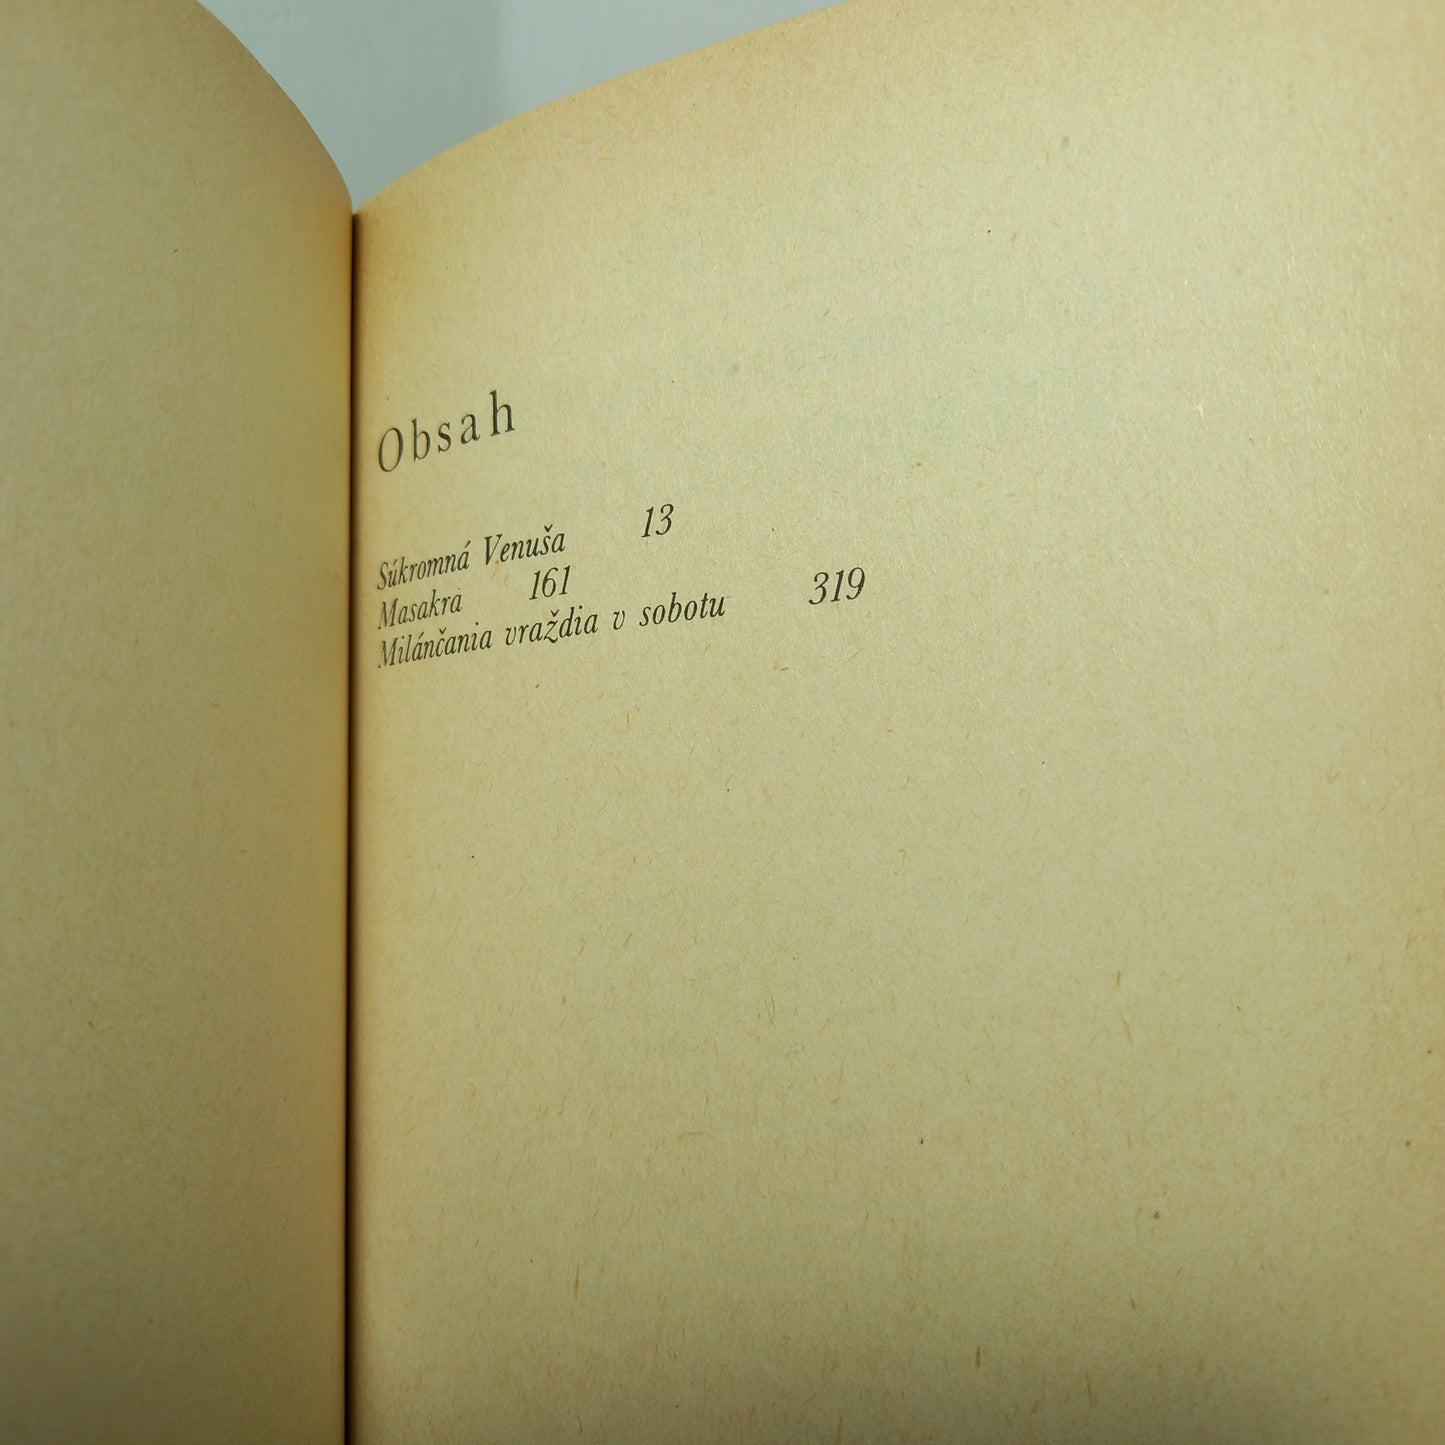 Obsah
Súkromná Venuša 13
Masakra 161
Milánčania vraždia v sobotu 319